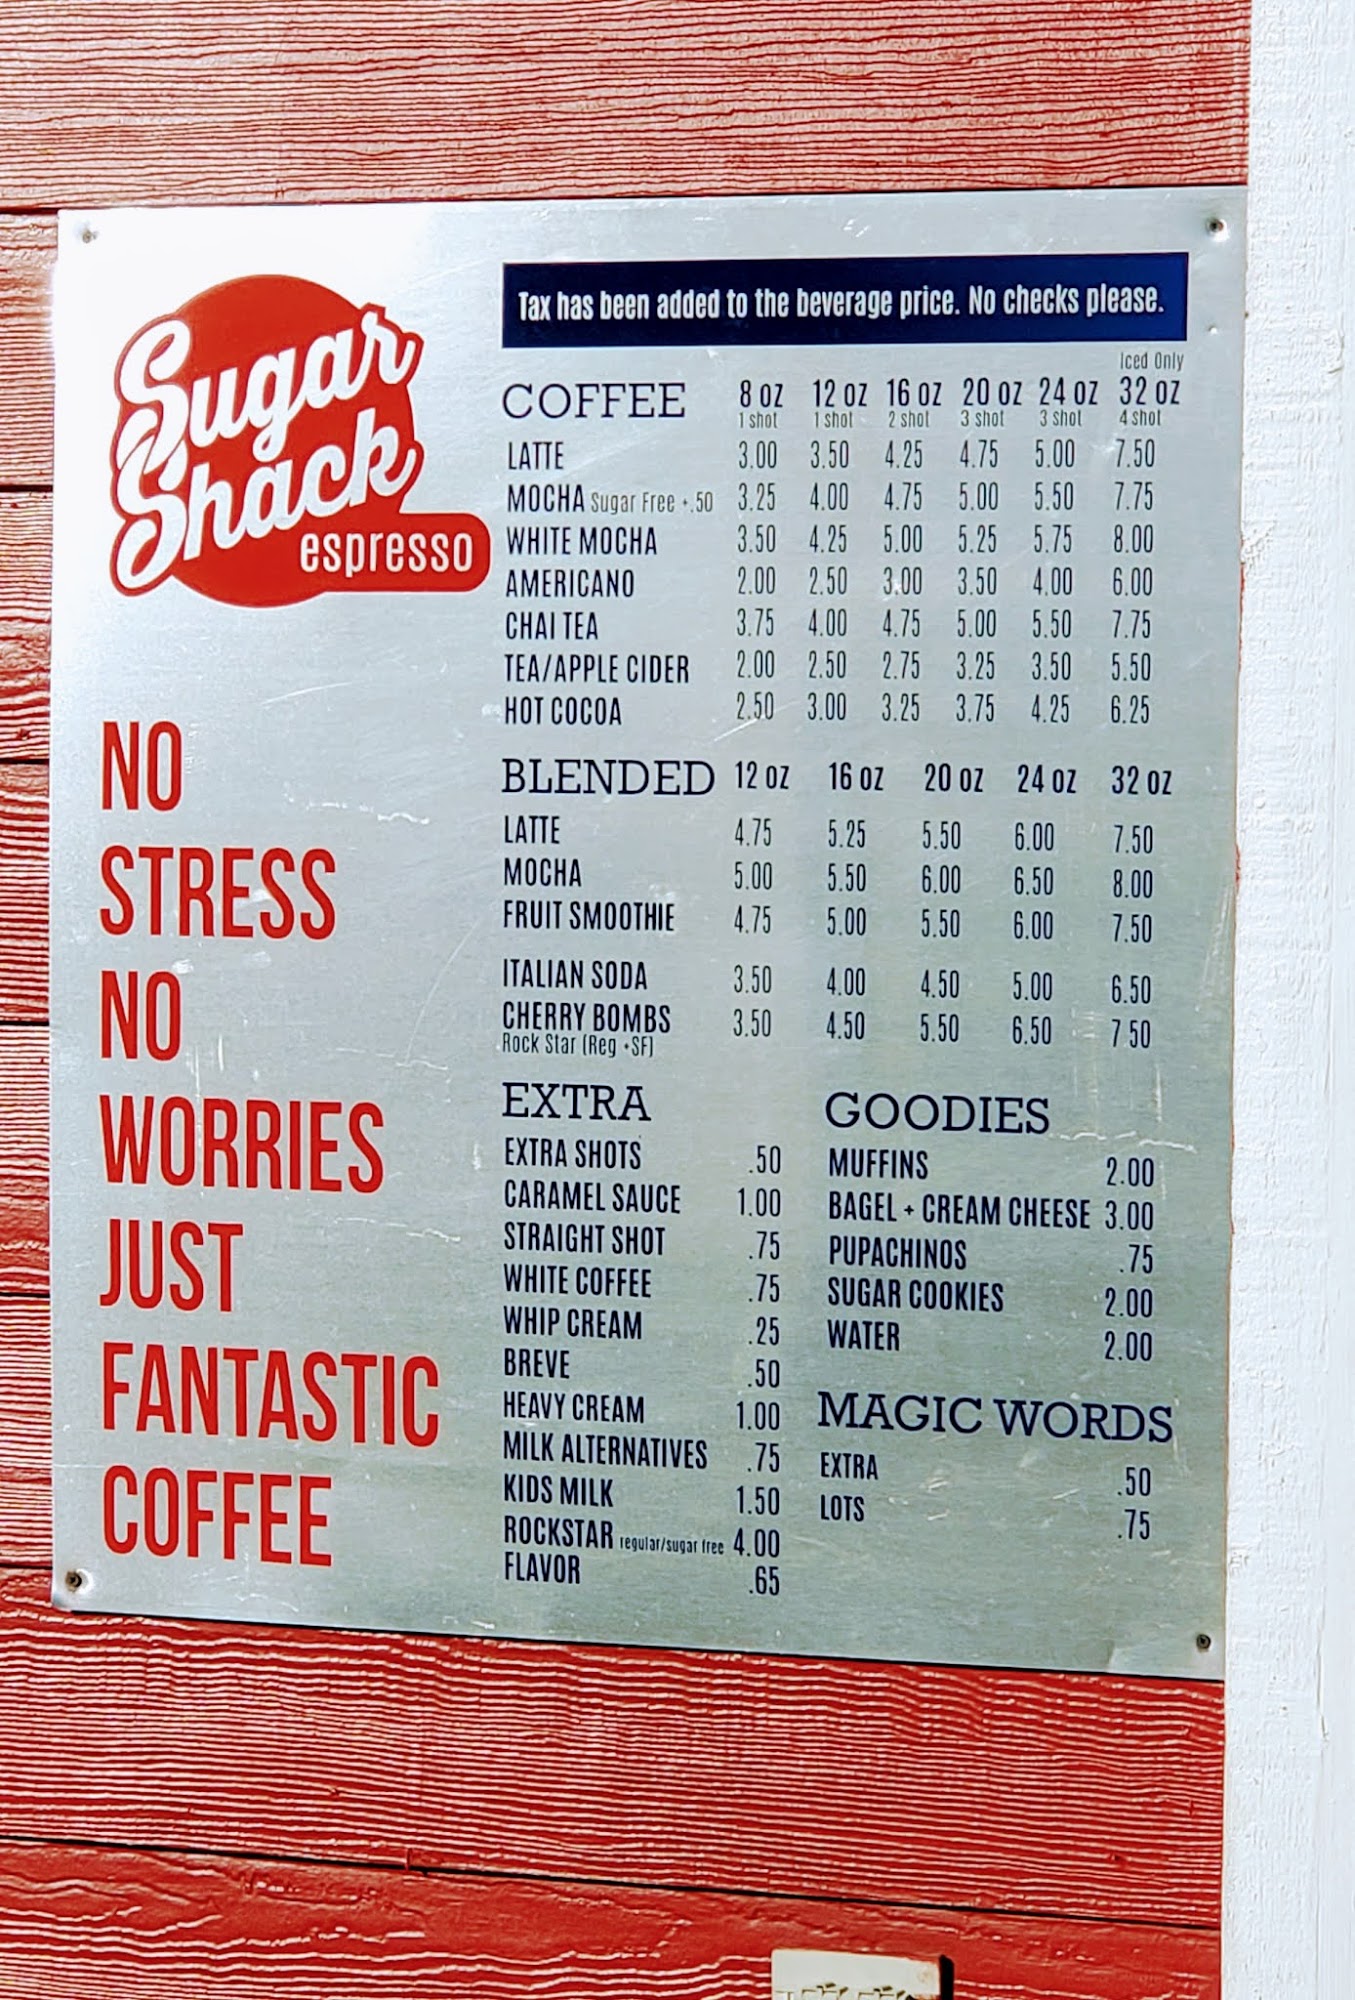 Sugar
Shack
espresso
NO
STRESS
NO
WORRIES
JUST
FANTASTIC
COFFEE
Tax has been added to the beverage price. No checks please.
Iced Only
COFFEE 8 OZ 12 OZ 16 OZ 20 OZ 24 OZ 32 OZ
1 shot 1 shot 2 shot 3 shot 3 shot 4 shot
LATTE 3.00 3.50 4.25 4.75 5.00 7.50
MOCHA Sugar Free +.50 3.25 4.00 4.75 5.00 5.50 7.75
WHITE MOCHA 3.50 4.25 5.00 5.25 5.75 8.00
AMERICANO 2.00 2.50 3.00 3.50 4.00 6.00
CHAI TEA 3.75 4.00 4.75 5.00 5.50 7.75
TEA/APPLE CIDER 2.00 2.50 2.75 3.25 3.50 5.50
HOT COCOA 2.50 3.00 3.25 3.75 4.25 6.25
BLENDED 12 OZ 16 OZ 20 OZ 24 OZ 32 OZ
LATTE 4.75 5.25 5.50 6.00 7.50
MOCHA 5.00 5.50 6.00 6.50 8.00
FRUIT SMOOTHIE 4.75 5.00 5.50 6.00 7.50
ITALIAN SODA 3.50 4.00 4.50 5.00 6.50
CHERRY BOMBS 3.50 4.50 5.50 6.50 7 50
Rock Star (Reg +SF)
EXTRA
EXTRA SHOTS .50
CARAMEL SAUCE 1.00
STRAIGHT SHOT .75
WHITE COFFEE .75
WHIP CREAM .25
BREVE .50
HEAVY CREAM 1.00
MILK ALTERNATIVES .75
KIDS MILK 1.50
ROCKSTAR regular/sugar free 4.00
FLAVOR .65
GOODIES
MUFFINS 2.00
BAGEL + CREAM CHEESE 3.00
PUPACHINOS .75
SUGAR COOKIES 2.00
WATER 2.00
MAGIC WORDS
EXTRA .50
LOTS .75